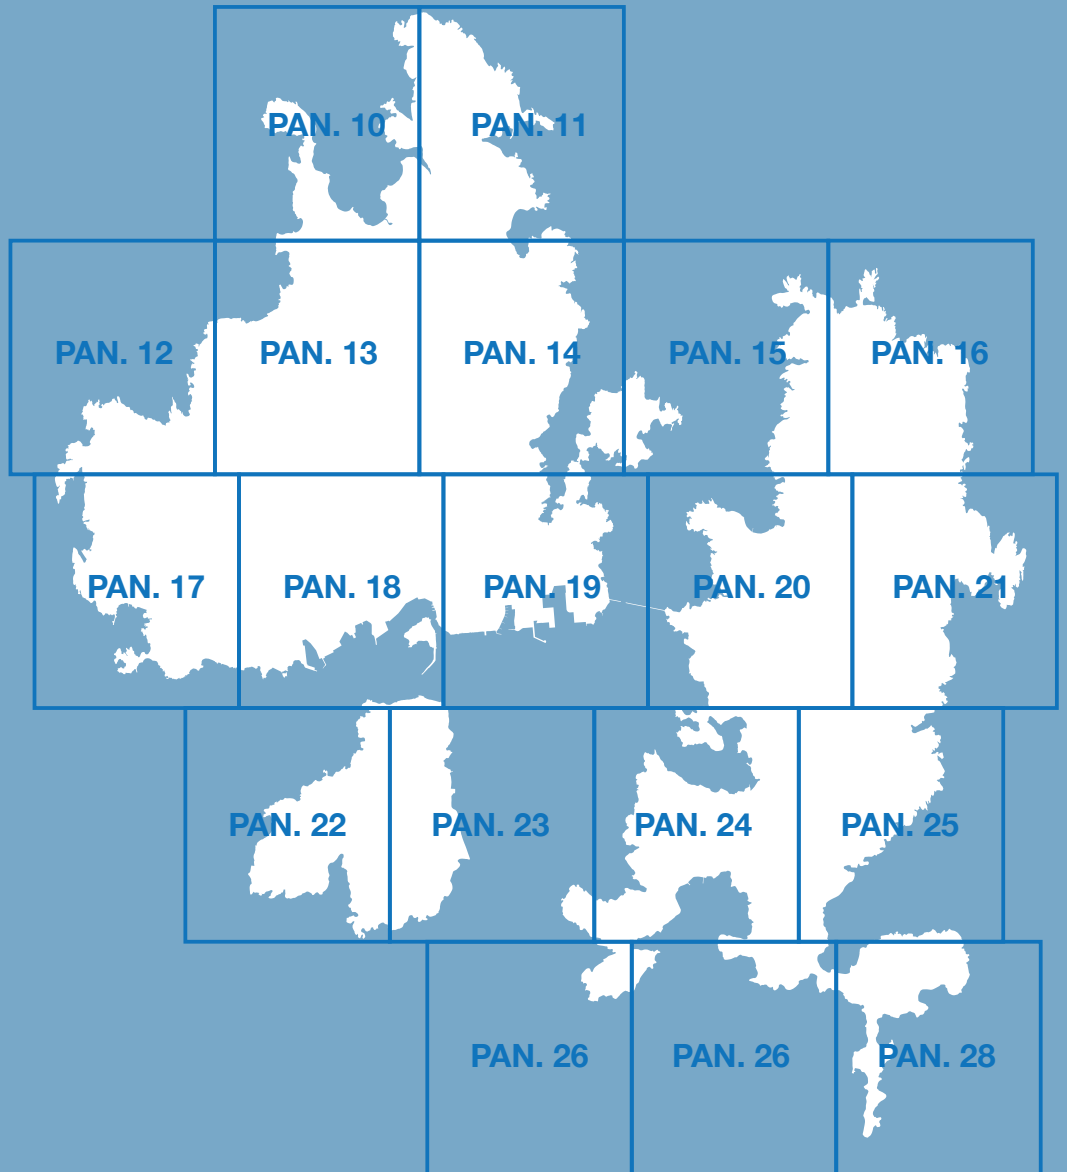 PAN. 10
PAN. 11
PAN. 12
PAN. 13
PAN. 14
PAN. 15
PAN. 16
PAN. 17
PAN. 18
PAN. 19
PAN. 20
PAN. 21
PAN. 22
PAN. 23
PAN. 24
PAN. 25
PAN. 26
PAN. 26
PAN. 28